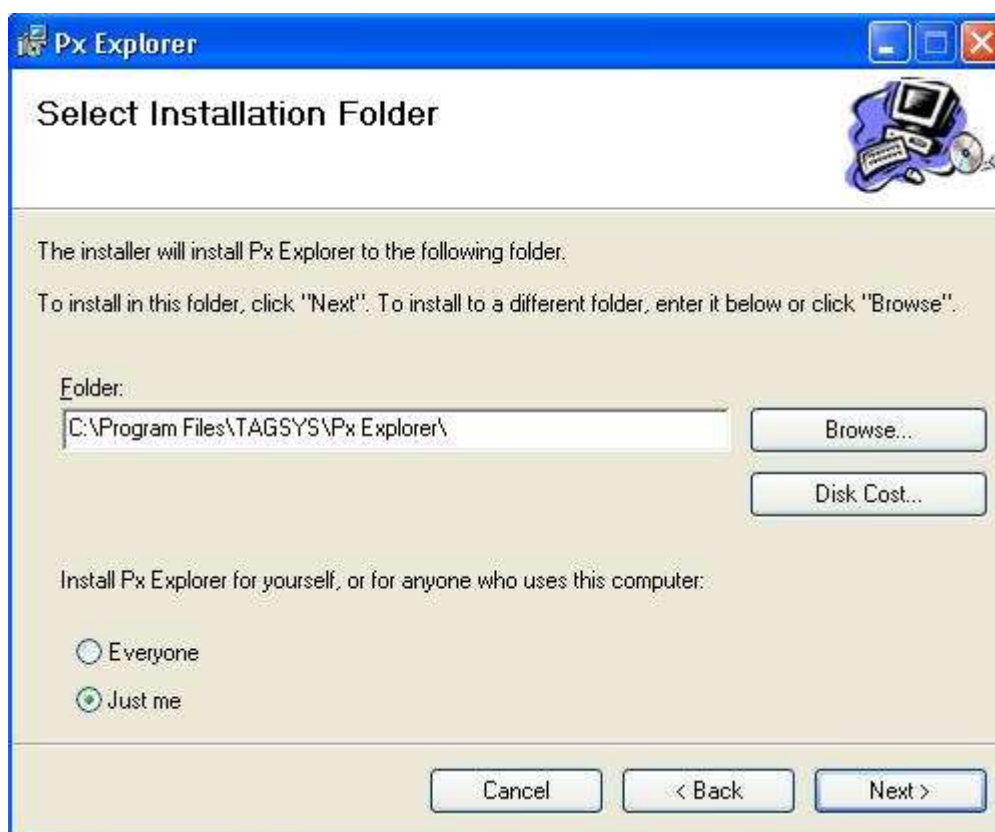 Px Explorer
Select Installation Folder
The installer will install Px Explorer to the following folder.
To install in this folder, click "Next". To install to a different folder, enter it below or click "Browse".
Folder:
C:\Program Files\TAGSYS\Px Explorer\
Browse...
Disk Cost...
Install Px Explorer for yourself, or for anyone who uses this computer:
Everyone
Just me
Cancel
< Back
Next >